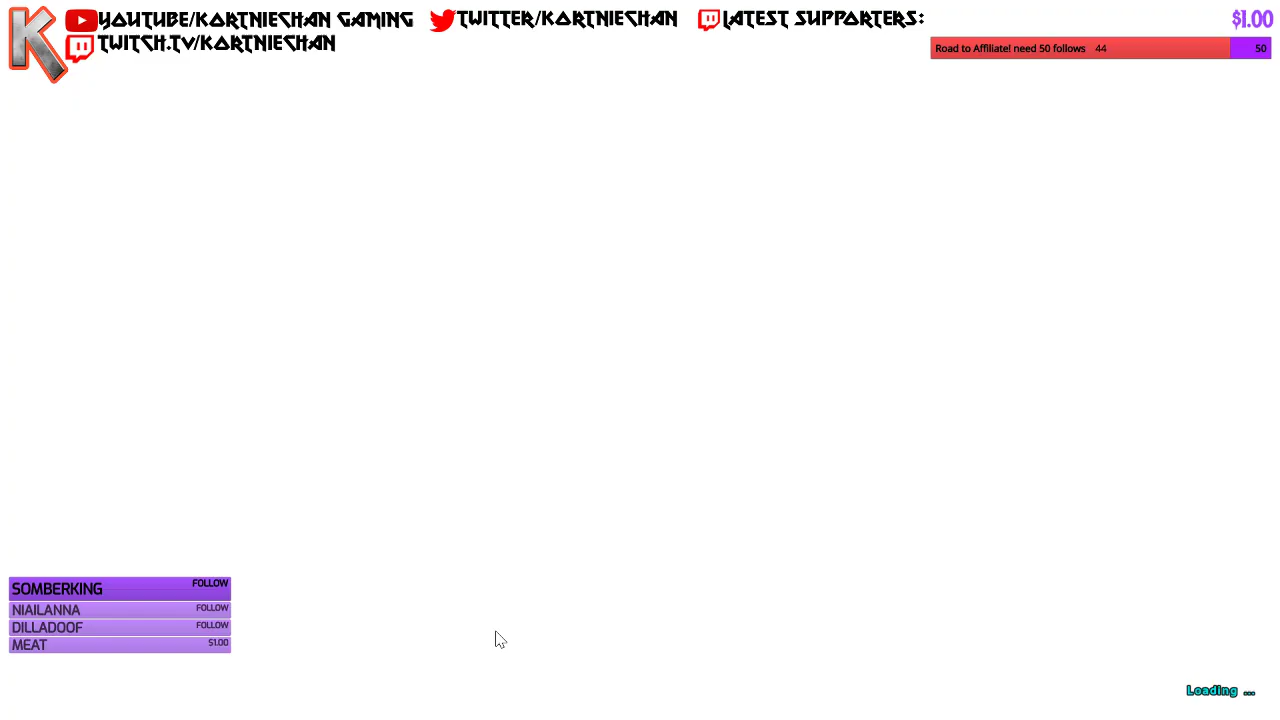 K
YOUTUBE/KORTNIECHAN GAMING
TWITTER/KORTNIECHAN
LATEST SUPPORTERS:
$1.00
TWITCH.TV/KORTNIECHAN
Road to Affiliate! need 50 follows 44 50
SOMBERKING FOLLOW
NIAILANNA FOLLOW
DILLADOOF FOLLOW
MEAT $1.00
Loading ...